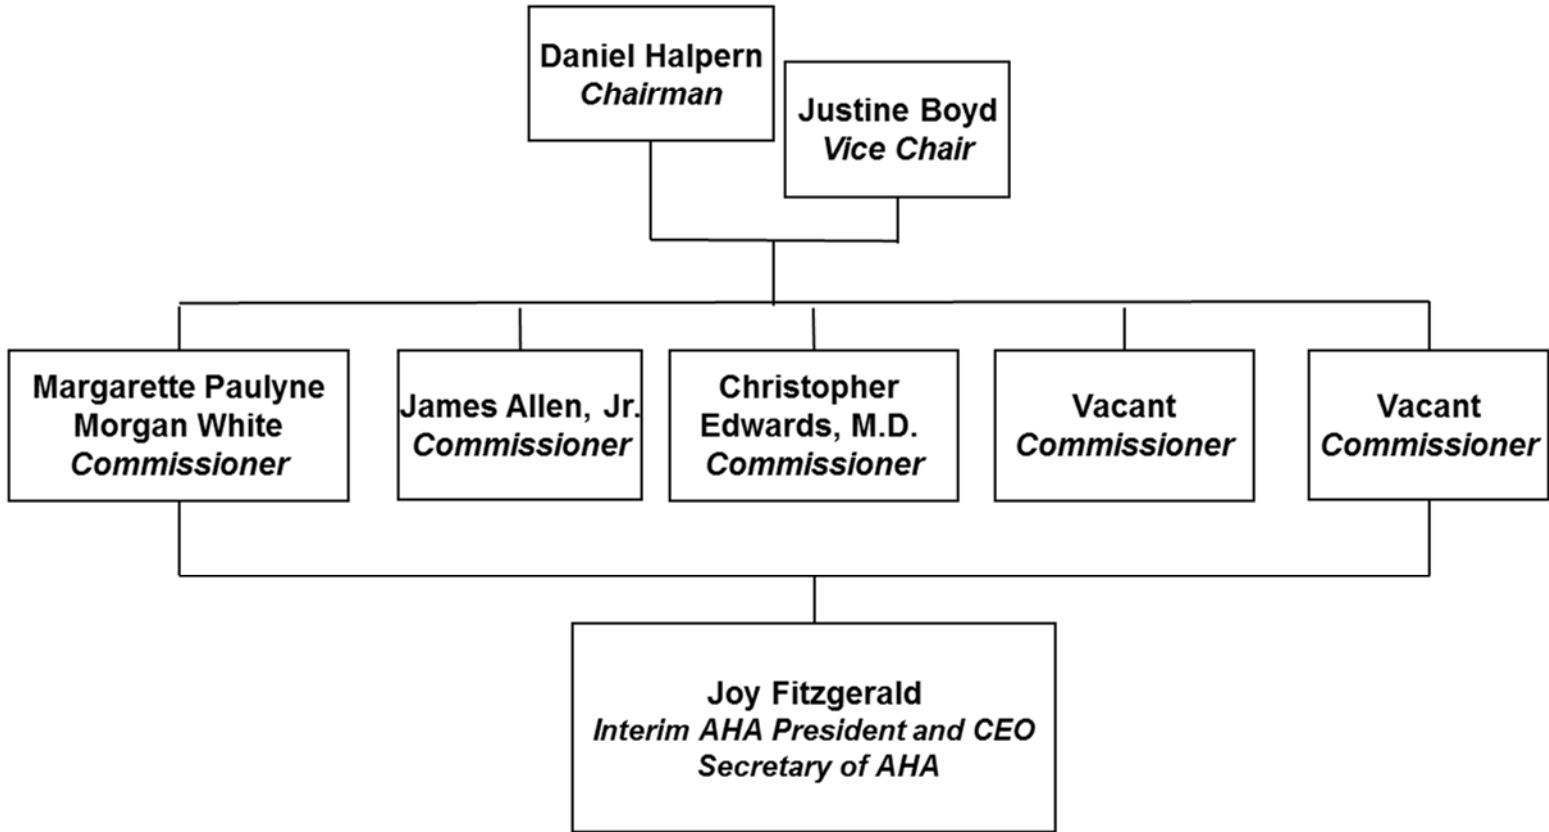 Daniel Halpern
Chairman
Justine Boyd
Vice Chair
Margarette Paulyne
Morgan White
Commissioner
James Allen, Jr.
Commissioner
Christopher
Edwards, M.D.
Commissioner
Vacant
Commissioner
Vacant
Commissioner
Joy Fitzgerald
Interim AHA President and CEO
Secretary of AHA